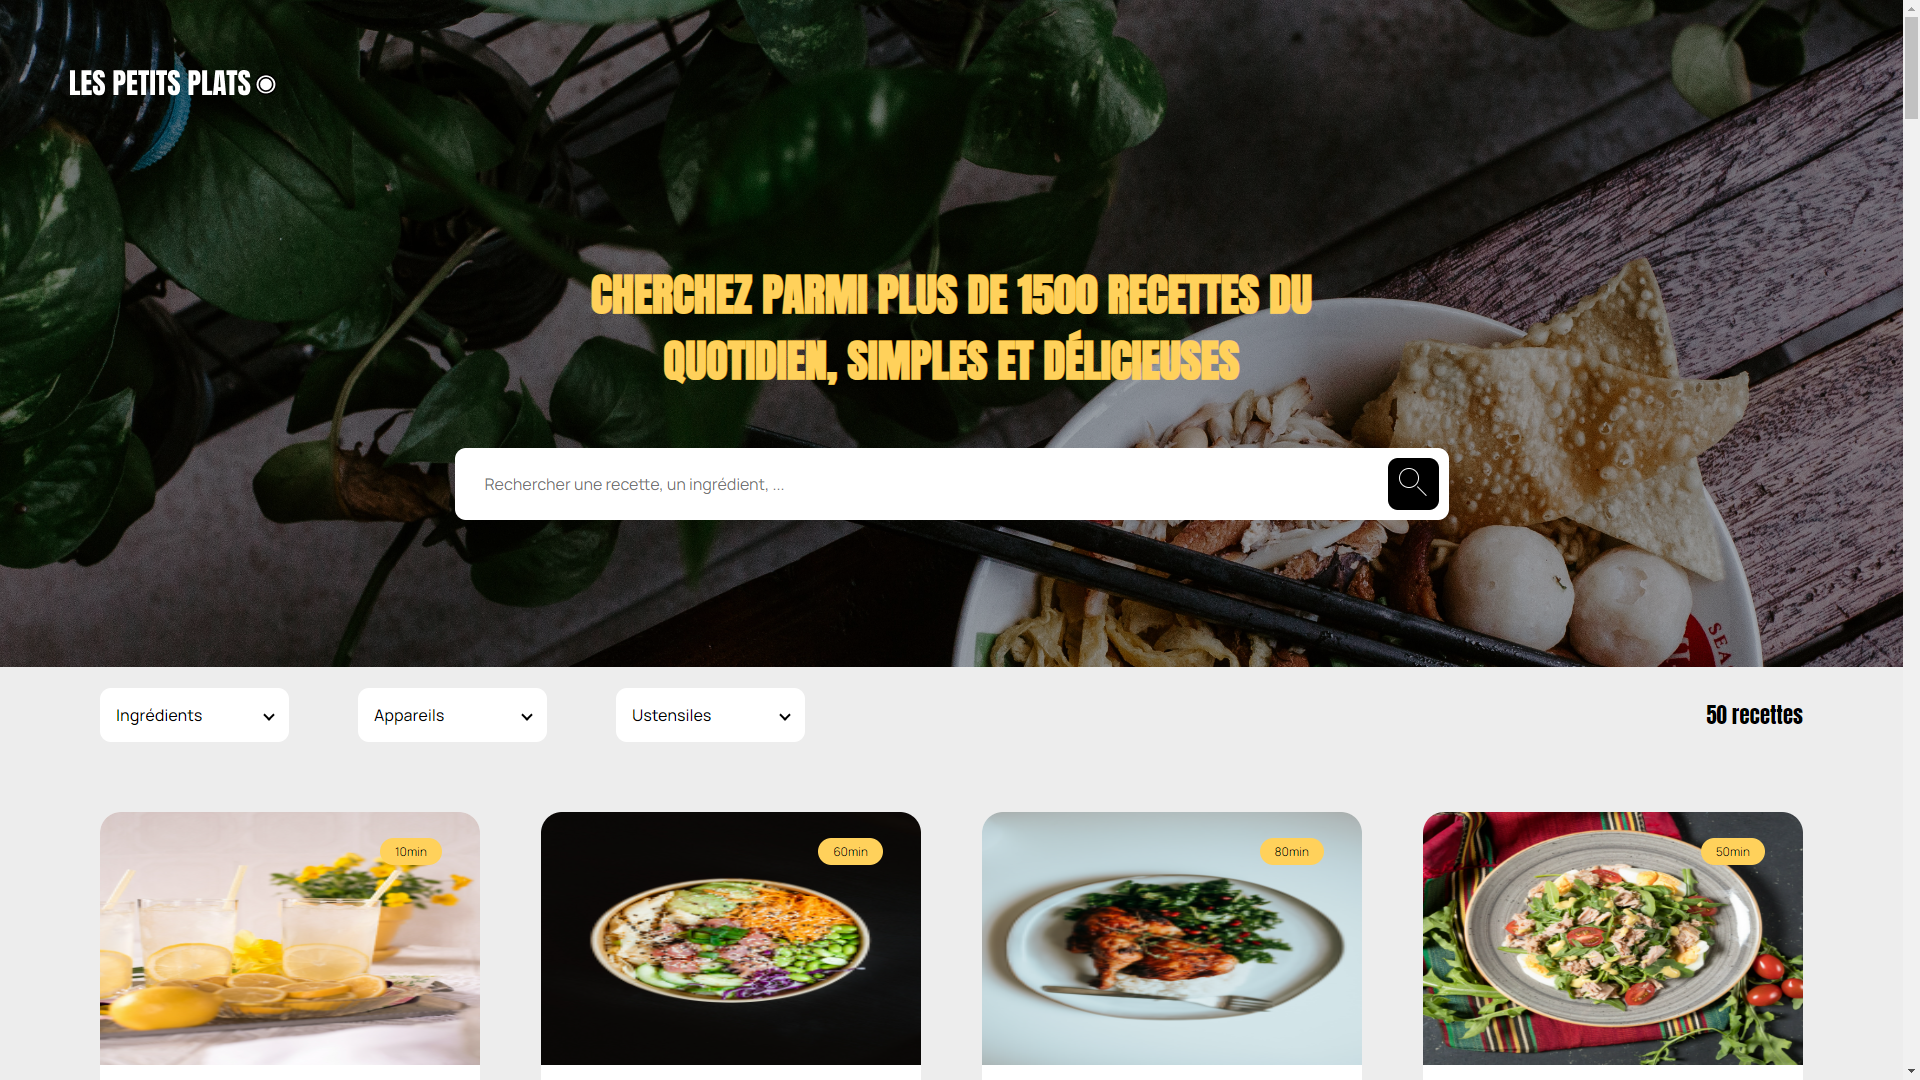 LES PETITS PLATS
CHERCHEZ PARMI PLUS DE 1500 RECETTES DU
QUOTIDIEN, SIMPLES ET DÉLICIEUSES
Rechercher une recette, un ingrédient, ...
Ingrédients
Appareils
Ustensiles
50 recettes
10min
60min
80min
50min